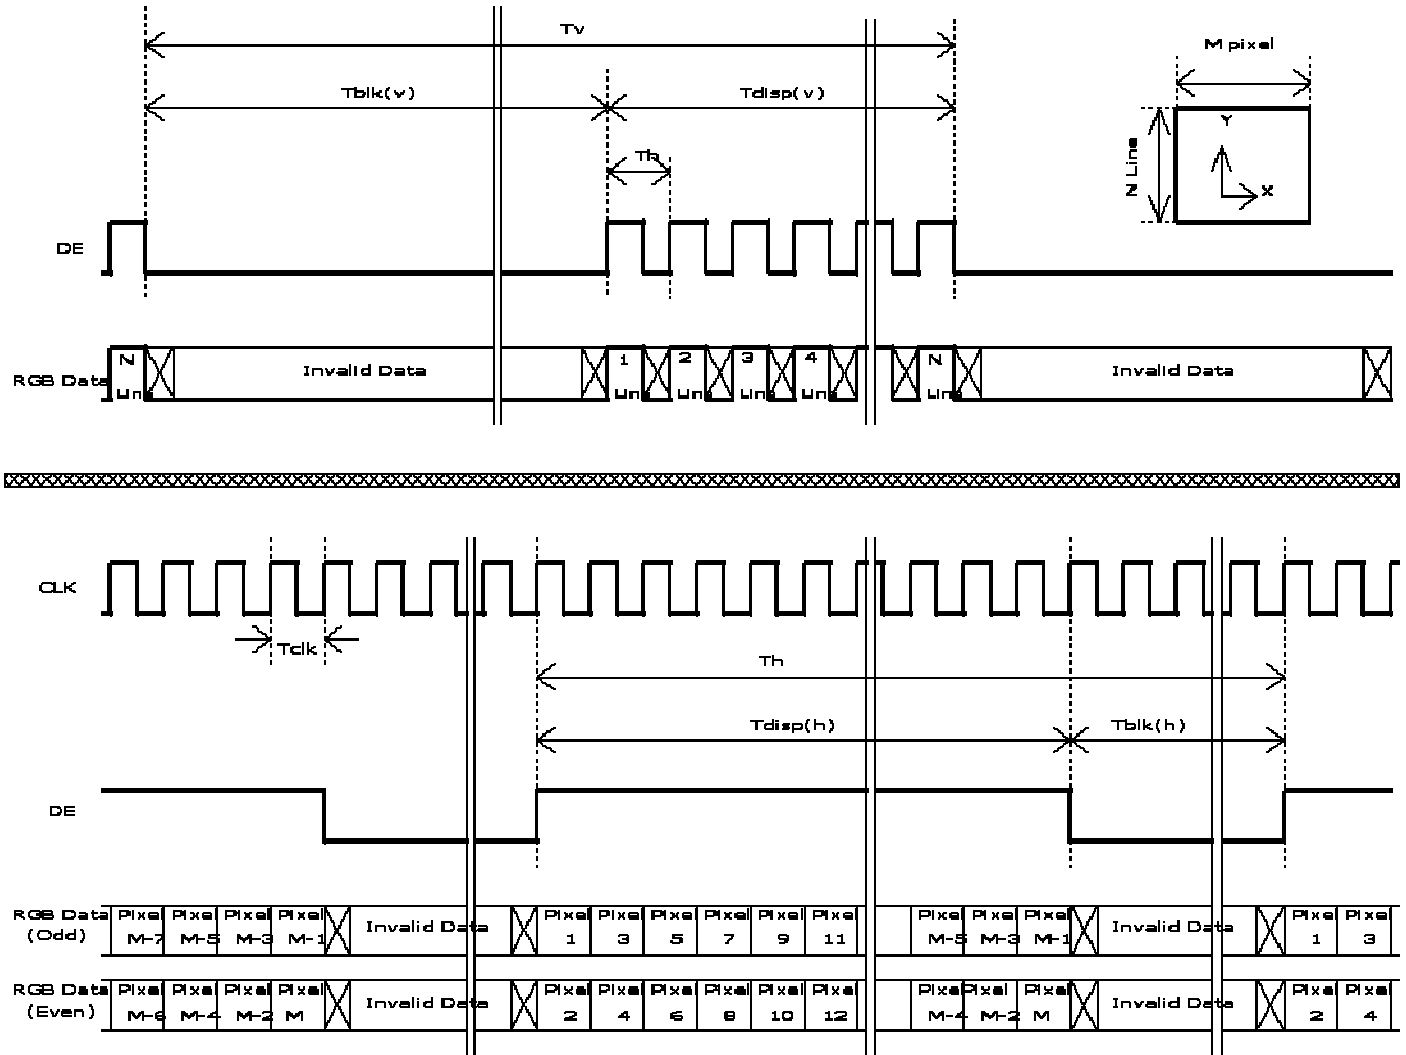 Tv
M pixel
Tblk(v)
Tdisp(v)
Th
N Line
Y
X
DE
RGB Data
N Line
Invalid Data
1 Line
2 Line
3 Line
4 Line
N Line
Invalid Data
CLK
Tclk
Th
Tdisp(h)
Tblk(h)
DE
RGB Data (Odd)
Pixel M-7
Pixel M-5
Pixel M-3
Pixel M-1
Invalid Data
Pixel 1
Pixel 3
Pixel 5
Pixel 7
Pixel 9
Pixel 11
Pixel M-5
Pixel M-3
Pixel M-1
Invalid Data
Pixel 1
Pixel 3
RGB Data (Even)
Pixel M-6
Pixel M-4
Pixel M-2
Pixel M
Invalid Data
Pixel 2
Pixel 4
Pixel 6
Pixel 8
Pixel 10
Pixel 12
Pixel M-4
Pixel M-2
Pixel M
Invalid Data
Pixel 2
Pixel 4